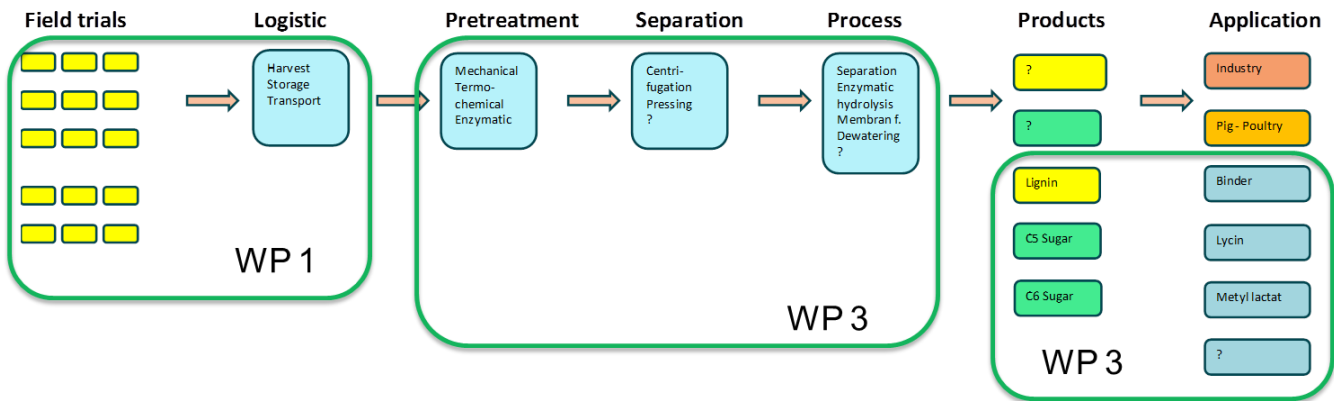 Field trials
Logistic
Pretreatment
Separation
Process
Products
Application
Harvest
Storage
Transport
Mechanical
Termo-
chemical
Enzymatic
Centri-
fugation
Pressing
?
Separation
Enzymatic
hydrolysis
Membran f.
Dewatering
?
?
?
Lignin
C5 Sugar
C6 Sugar
Industry
Pig - Poultry
Binder
Lycin
Metyl lactat
?
WP 1
WP 3
WP 3